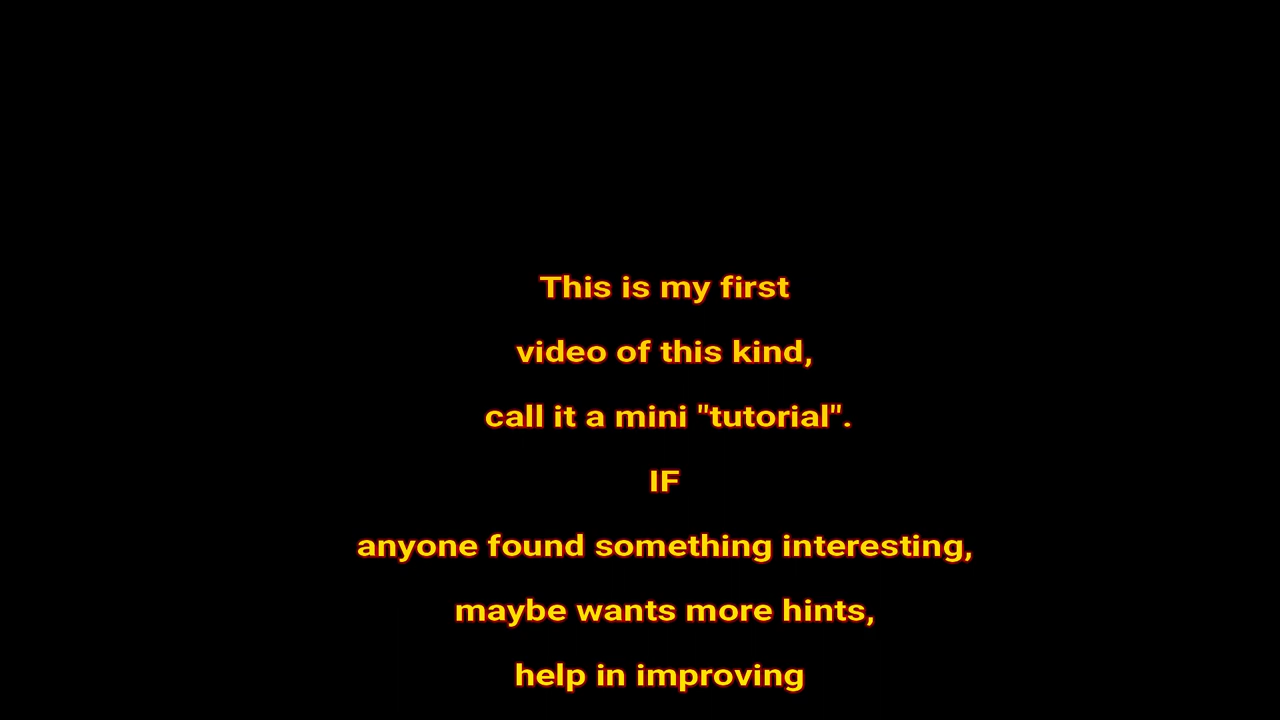 This is my first
video of this kind,
call it a mini "tutorial".
IF
anyone found something interesting,
maybe wants more hints,
help in improving